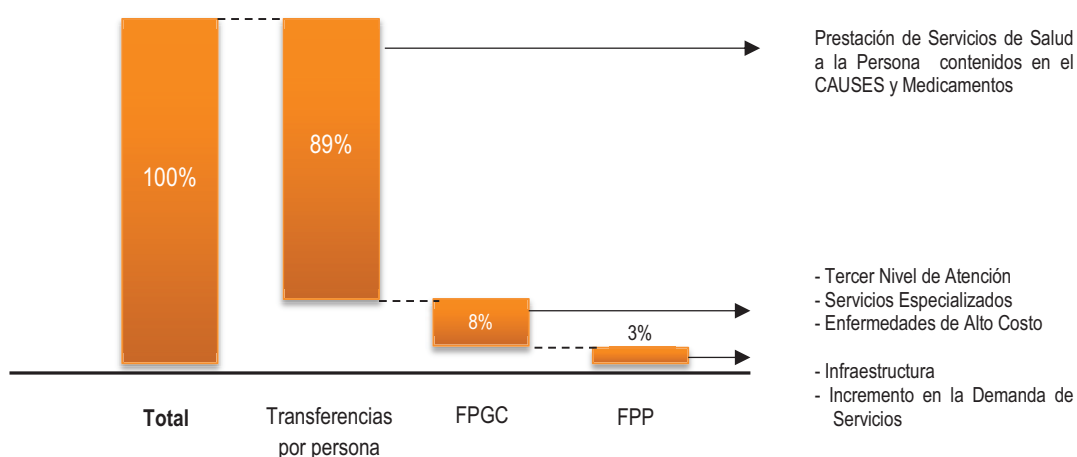 Prestación de Servicios de Salud
a la Persona contenidos en el
CAUSES y Medicamentos
89%
100%
- Tercer Nivel de Atención
- Servicios Especializados
- Enfermedades de Alto Costo
8%
3%
- Infraestructura
- Incremento en la Demanda de
Servicios
Total
Transferencias
por persona
FPGC
FPP